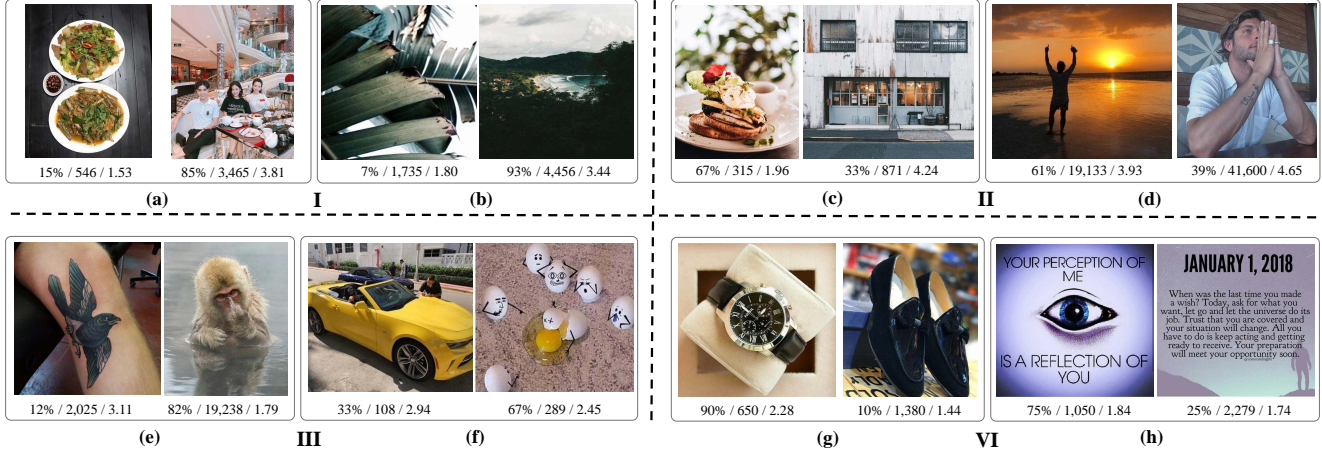 15% / 546 / 1.53
85% / 3,465 / 3.81
7% / 1,735 / 1.80
93% / 4,456 / 3.44
(a)
I
(b)
67% / 315 / 1.96
33% / 871 / 4.24
61% / 19,133 / 3.93
39% / 41,600 / 4.65
(c)
II
(d)
12% / 2,025 / 3.11
82% / 19,238 / 1.79
33% / 108 / 2.94
67% / 289 / 2.45
(e)
III
(f)
YOUR PERCEPTION OF
ME
IS A REFLECTION OF
YOU
JANUARY 1, 2018
When was the last time you made
a wish? Today, ask for what you
want, let go and let the universe do its
job. Trust that you are covered and
your situation will change. All you
have to do is keep acting and getting
ready to receive. Your preparation
will meet your opportunity soon.
90% / 650 / 2.28
10% / 1,380 / 1.44
75% / 1,050 / 1.84
25% / 2,279 / 1.74
(g)
VI
(h)